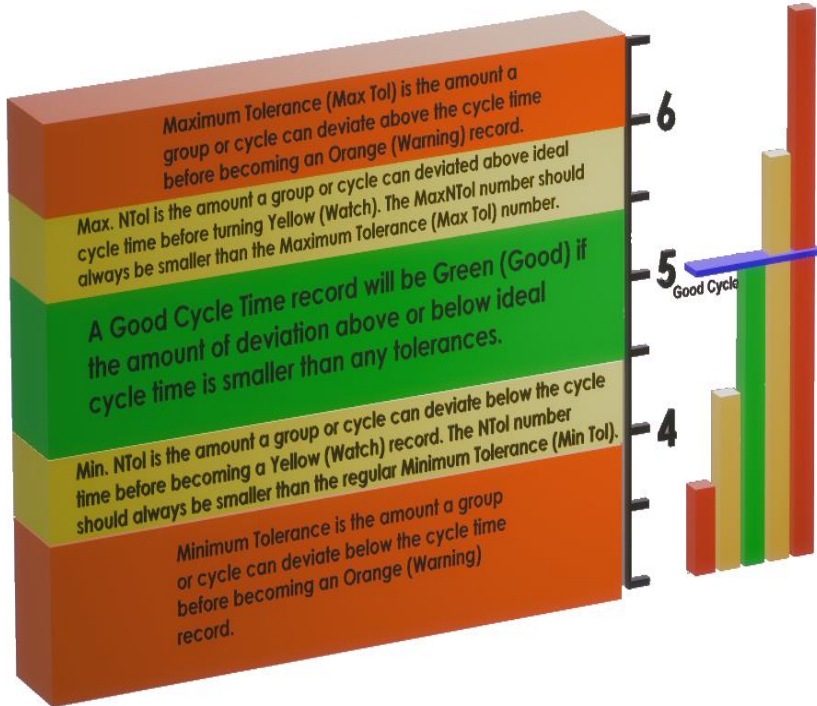 Maximum Tolerance (Max Tol) is the amount a
group or cycle can deviate above the cycle time
before becoming an Orange (Warning) record.
Max. NTol is the amount a group or cycle can deviated above ideal
cycle time before turning Yellow (Watch). The MaxNTol number should
always be smaller than the Maximum Tolerance (Max Tol) number.
A Good Cycle Time record will be Green (Good) if
the amount of deviation above or below ideal
cycle time is smaller than any tolerances.
Min. NTol is the amount a group or cycle can deviate below the cycle
time before becoming a Yellow (Watch) record. The NTol number
should always be smaller than the regular Minimum Tolerance (Min Tol).
Minimum Tolerance is the amount a group
or cycle can deviate below the cycle time
before becoming an Orange (Warning)
record.
6
5
4
Good Cycle